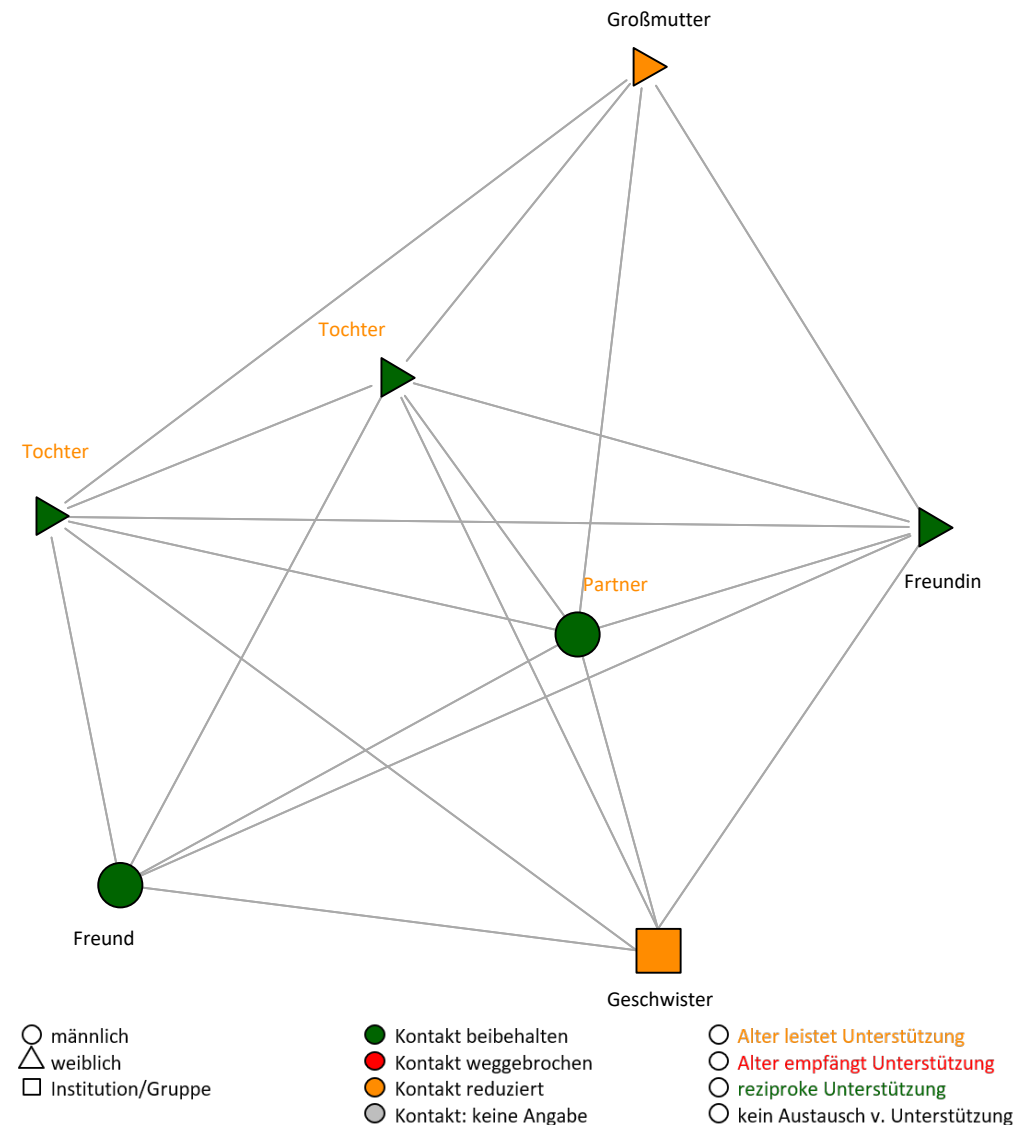 Großmutter
Tochter
Tochter
Partner
Freundin
Freund
Geschwister
männlich
weiblich
Institution/Gruppe
Kontakt beibehalten
Kontakt weggebrochen
Kontakt reduziert
Kontakt: keine Angabe
Alter leistet Unterstützung
Alter empfängt Unterstützung
reziproke Unterstützung
kein Austausch v. Unterstützung